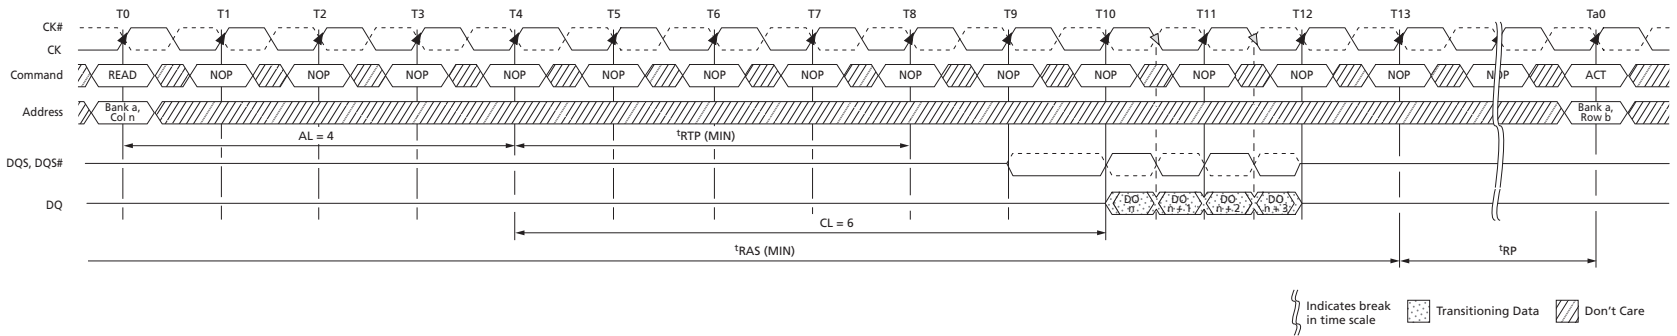 T0 T1 T2 T3 T4 T5 T6 T7 T8 T9 T10 T11 T12 T13 Ta0
CK#
CK
Command READ NOP NOP NOP NOP NOP NOP NOP NOP NOP NOP NOP NOP NOP NOP ACT
Address Bank a, Col n Bank a, Row b
AL = 4 tRTP (MIN)
DQS, DQS#
DQ DO n DO n + 1 DO n + 2 DO n + 3
CL = 6
tRAS (MIN) tRP
Indicates break in time scale Transitioning Data Don't Care